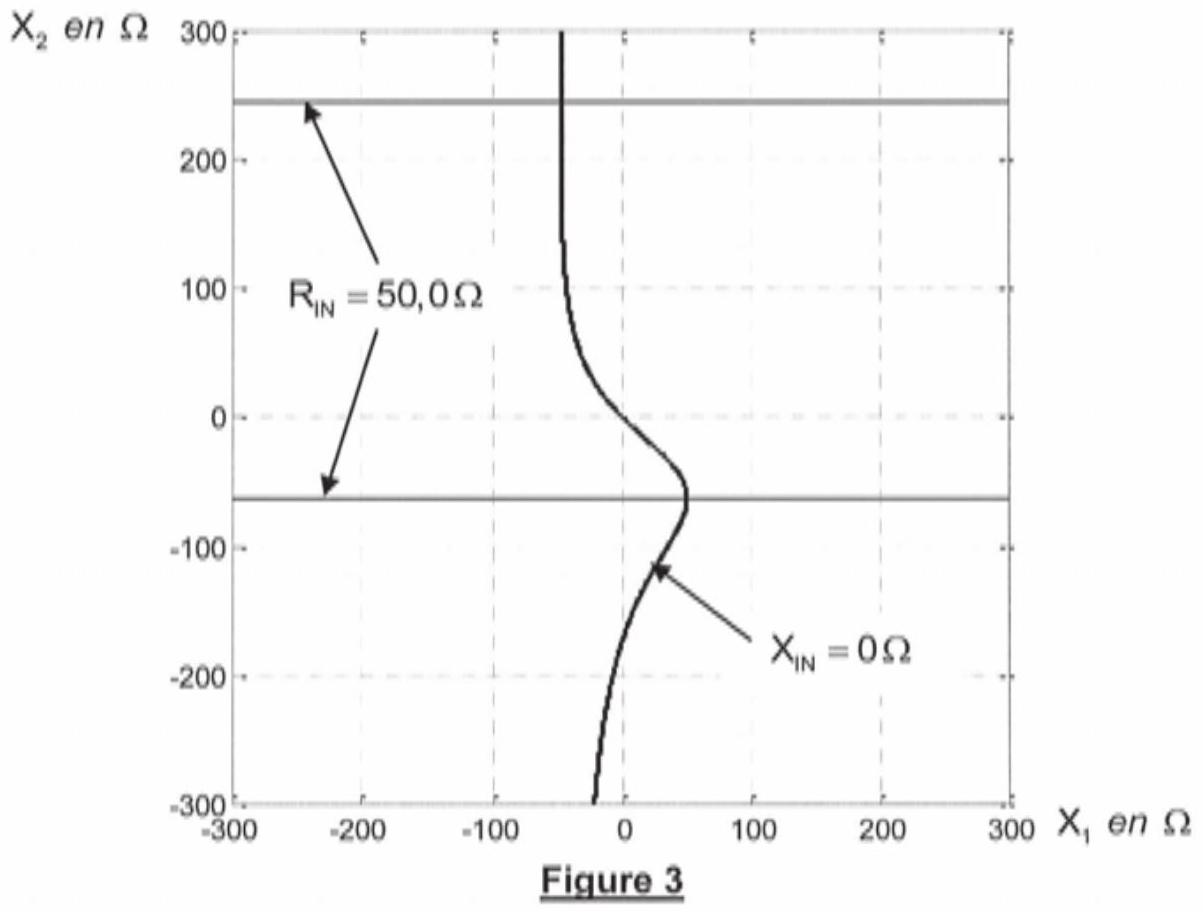 X₂ en Ω
300
200
100
0
-100
-200
-300
R_IN = 50,0 Ω
X_IN = 0 Ω
-300 -200 -100 0 100 200 300
X₁ en Ω
Figure 3